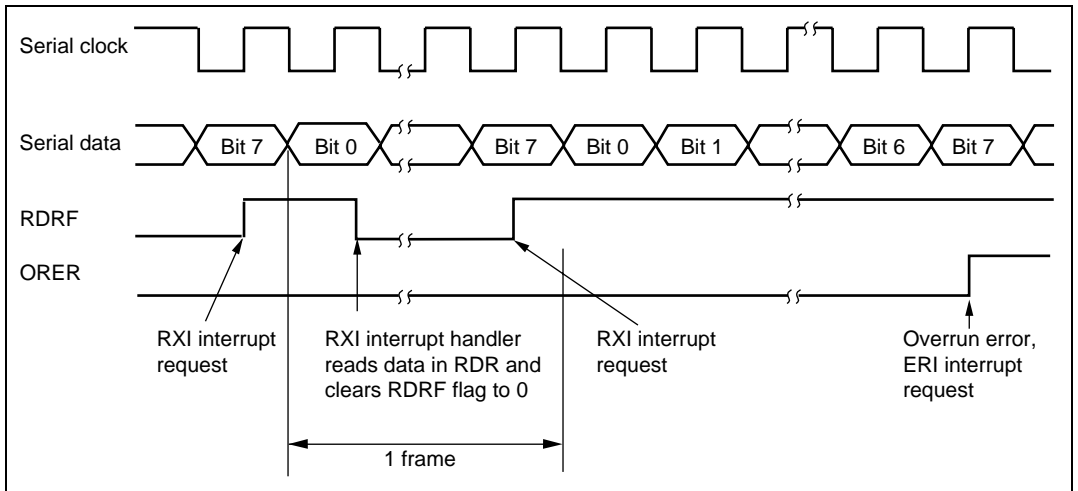 Serial clock
Serial data
Bit 7 Bit 0 Bit 7 Bit 0 Bit 1 Bit 6 Bit 7
RDRF
ORER
RXI interrupt
request
RXI interrupt handler
reads data in RDR and
clears RDRF flag to 0
RXI interrupt
request
Overrun error,
ERI interrupt
request
1 frame